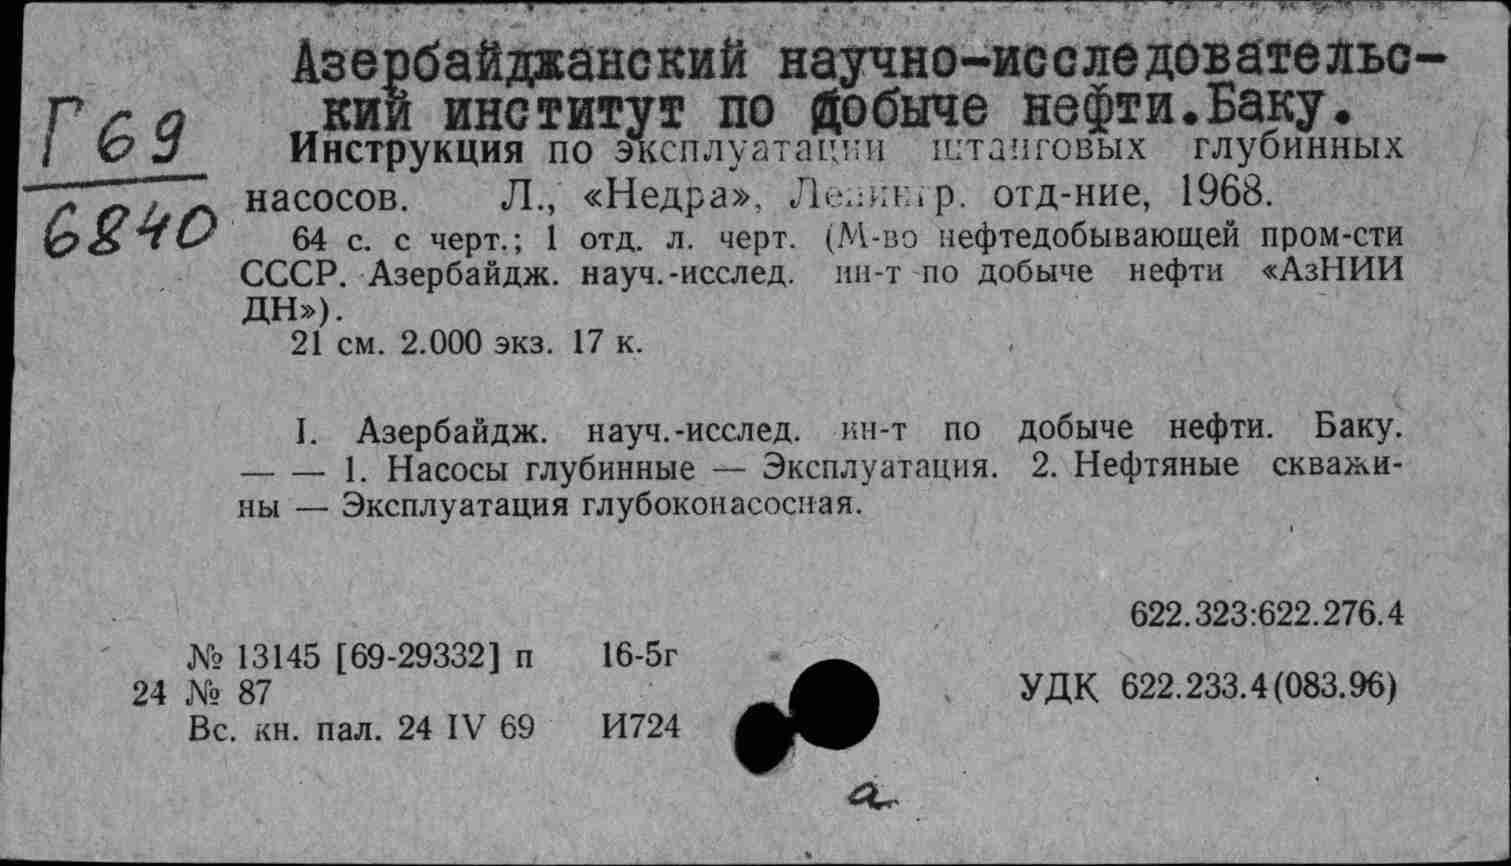 Азербайджанский научно-исследовательс-
кий институт по добыче нефти.Баку.
Г69
6840
Инструкция по эксплуатации штанговых глубинных
насосов. Л., «Недра», Ленингр. отд-ние, 1968.
64 с. с черт.; 1 отд. л. черт. (М-во нефтедобывающей пром-сти
СССР. Азербайдж. науч.-исслед. ин-т по добыче нефти «АзНИИ
ДН»).
21 см. 2.000 экз. 17 к.
I. Азербайдж. науч.-исслед. ин-т по добыче нефти. Баку.
— — 1. Насосы глубинные — Эксплуатация. 2. Нефтяные скважи-
ны — Эксплуатация глубоконасосная.
622.323:622.276.4
№ 13145 [69-29332] п 16-5г
24 № 87
УДК 622.233.4(083.96)
Вс. кн. пал. 24 IV 69 И724
а